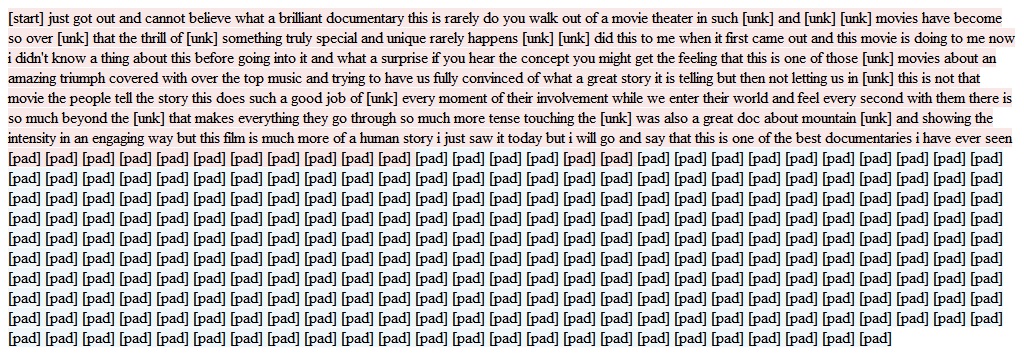 [start] just got out and cannot believe what a brilliant documentary this is rarely do you walk out of a movie theater in such [unk] and [unk] [unk] movies have become
so over [unk] that the thrill of [unk] something truly special and unique rarely happens [unk] [unk] did this to me when it first came out and this movie is doing to me now
i didn't know a thing about this before going into it and what a surprise if you hear the concept you might get the feeling that this is one of those [unk] movies about an
amazing triumph covered with over the top music and trying to have us fully convinced of what a great story it is telling but then not letting us in [unk] this is not that
movie the people tell the story this does such a good job of [unk] every moment of their involvement while we enter their world and feel every second with them there is
so much beyond the [unk] that makes everything they go through so much more tense touching the [unk] was also a great doc about mountain [unk] and showing the
intensity in an engaging way but this film is much more of a human story i just saw it today but i will go and say that this is one of the best documentaries i have ever seen
[pad] [pad] [pad] [pad] [pad] [pad] [pad] [pad] [pad] [pad] [pad] [pad] [pad] [pad] [pad] [pad] [pad] [pad] [pad] [pad] [pad] [pad] [pad] [pad] [pad] [pad] [pad]
[pad] [pad] [pad] [pad] [pad] [pad] [pad] [pad] [pad] [pad] [pad] [pad] [pad] [pad] [pad] [pad] [pad] [pad] [pad] [pad] [pad] [pad] [pad] [pad] [pad] [pad] [pad]
[pad] [pad] [pad] [pad] [pad] [pad] [pad] [pad] [pad] [pad] [pad] [pad] [pad] [pad] [pad] [pad] [pad] [pad] [pad] [pad] [pad] [pad] [pad] [pad] [pad] [pad] [pad]
[pad] [pad] [pad] [pad] [pad] [pad] [pad] [pad] [pad] [pad] [pad] [pad] [pad] [pad] [pad] [pad] [pad] [pad] [pad] [pad] [pad] [pad] [pad] [pad] [pad] [pad] [pad]
[pad] [pad] [pad] [pad] [pad] [pad] [pad] [pad] [pad] [pad] [pad] [pad] [pad] [pad] [pad] [pad] [pad] [pad] [pad] [pad] [pad] [pad] [pad] [pad] [pad] [pad] [pad]
[pad] [pad] [pad] [pad] [pad] [pad] [pad] [pad] [pad] [pad] [pad] [pad] [pad] [pad] [pad] [pad] [pad] [pad] [pad] [pad] [pad] [pad] [pad] [pad] [pad] [pad] [pad]
[pad] [pad] [pad] [pad] [pad] [pad] [pad] [pad] [pad] [pad] [pad] [pad] [pad] [pad] [pad] [pad] [pad] [pad] [pad] [pad] [pad] [pad] [pad] [pad] [pad] [pad] [pad]
[pad] [pad] [pad] [pad] [pad] [pad] [pad] [pad] [pad] [pad] [pad] [pad] [pad] [pad] [pad] [pad] [pad] [pad] [pad] [pad] [pad] [pad] [pad] [pad] [pad] [pad] [pad]
[pad] [pad] [pad] [pad] [pad] [pad] [pad] [pad] [pad] [pad] [pad] [pad] [pad] [pad] [pad] [pad] [pad] [pad] [pad] [pad] [pad] [pad] [pad] [pad] [pad] [pad] [pad]
[pad] [pad] [pad] [pad] [pad] [pad] [pad] [pad] [pad] [pad] [pad] [pad] [pad] [pad] [pad] [pad] [pad] [pad] [pad] [pad] [pad] [pad] [pad] [pad]